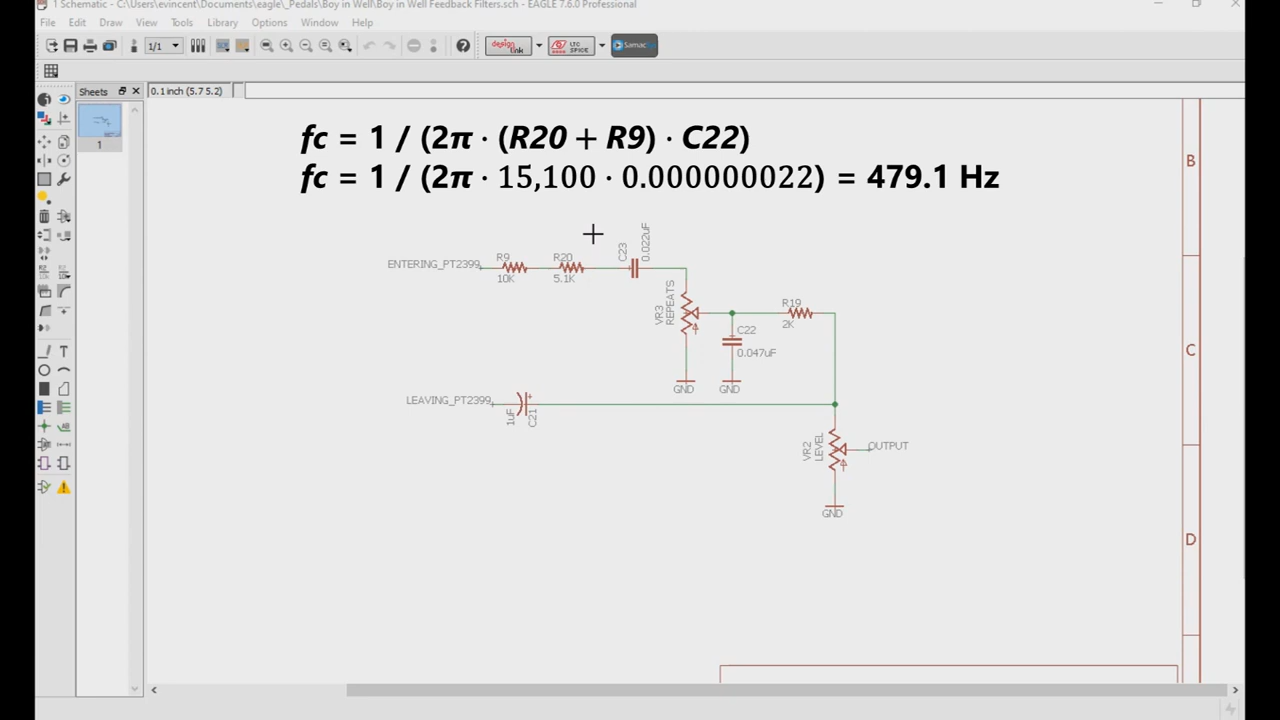 1 Schematic - C:\Users\evincent\Documents\eagle\_Pedals\Boy in Well\Boy in Well Feedback Filters.sch - EAGLE 7.6.0 Professional
File Edit Draw View Tools Library Options Window Help
1/1 design link LTC SPICE
Sheets 0.1 inch (5.7 5.2)
1
fc = 1 / (2π · (R20 + R9) · C22)
fc = 1 / (2π · 15,100 · 0.000000022) = 479.1 Hz
B
ENTERING_PT2399 R9 R20 C23 0.022uF
10K 5.1K
VR3 REPEATS
R19
2K
C22
0.047uF
C
GND GND
LEAVING_PT2399
1uF C21
VR2 LEVEL
OUTPUT
GND
D